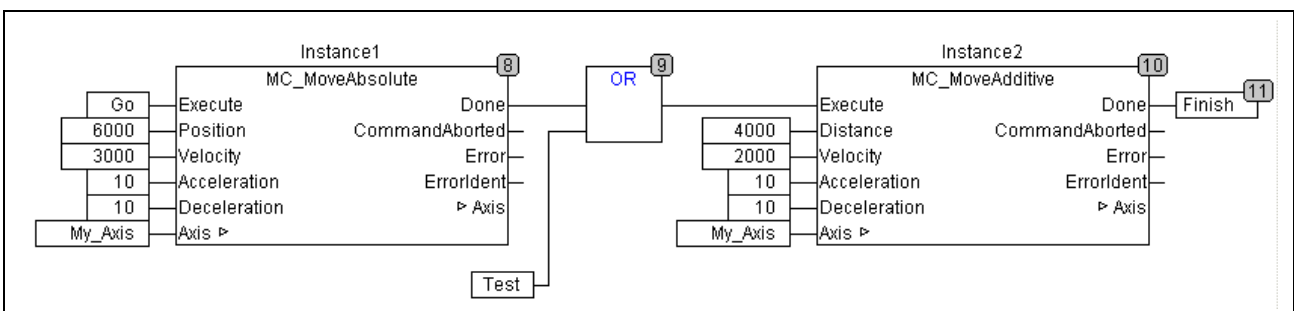 Instance1
8
MC_MoveAbsolute
Go
Execute
Done
6000
Position
CommandAborted
3000
Velocity
Error
10
Acceleration
ErrorIdent
10
Deceleration
Axis
My_Axis
Axis
9
OR
Test
Instance2
10
MC_MoveAdditive
Execute
Done
4000
Distance
CommandAborted
2000
Velocity
Error
10
Acceleration
ErrorIdent
10
Deceleration
Axis
My_Axis
Axis
11
Finish